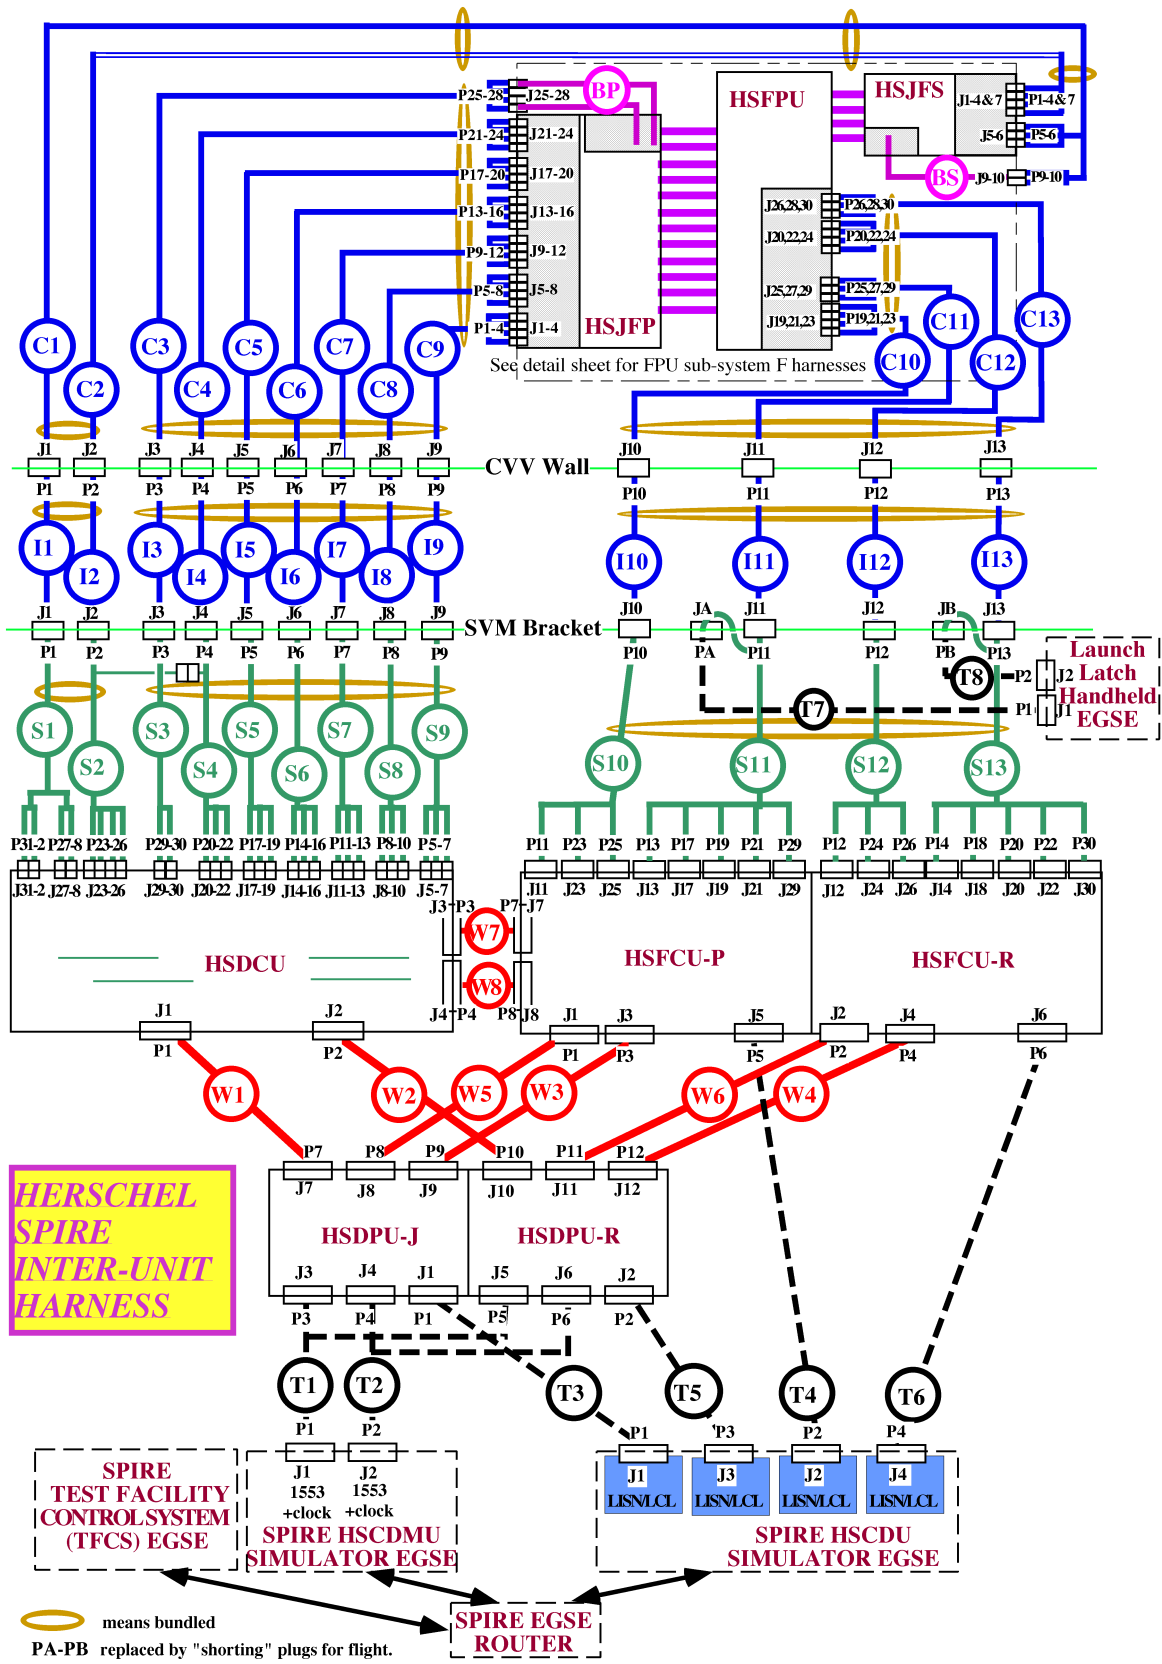 P25-28 J25-28 BP HSFPU HSJFS J1-4&7 P1-4&7
P21-24 J21-24 J5-6 P5-6
P17-20 J17-20 BS J9-10 P9-10
P13-16 J13-16 J26,28,30 P26,28,30
J20,22,24 P20,22,24
P9-12 J9-12
P5-8 J5-8 J25,27,29 P25,27,29
P1-4 J1-4 HSJFP J19,21,23 P19,21,23
C1 C3 C5 C7 C9 C11 C13
See detail sheet for FPU sub-system F harnesses
C2 C4 C6 C8 C10 C12
J1 J2 J3 J4 J5 J6 J7 J8 J9 J10 J11 J12 J13
CVV Wall
P1 P2 P3 P4 P5 P6 P7 P8 P9 P10 P11 P12 P13
I1 I3 I5 I7 I9 I10 I11 I12 I13
I2 I4 I6 I8
J1 J2 J3 J4 J5 J6 J7 J8 J9 J10 JA J11 J12 JB J13
SVM Bracket
P1 P2 P3 P4 P5 P6 P7 P8 P9 P10 PA P11 P12 PB P13
Launch
Latch
Handheld
EGSE
T8 P2 J2
T7 P1 J1
S1 S3 S5 S7 S9
S2 S4 S6 S8 S10 S11 S12 S13
P31-2 P27-8 P23-26 P29-30 P20-22 P17-19 P14-16 P11-13 P8-10 P5-7 P11 P23 P25 P13 P17 P19 P21 P29 P12 P24 P26 P14 P18 P20 P22 P30
J31-2 J27-8 J23-26 J29-30 J20-22 J17-19 J14-16 J11-13 J8-10 J5-7 J11 J23 J25 J13 J17 J19 J21 J29 J12 J24 J26 J14 J18 J20 J22 J30
J3 P3 W7 P7 J7
HSDCU HSFCU-P HSFCU-R
J4 P4 W8 P8 J8
J1 J2 J1 J3 J5 J2 J4 J6
P1 P2 P1 P3 P5 P2 P4 P6
W1 W2 W5 W3 W6 W4
P7 P8 P9 P10 P11 P12
J7 J8 J9 J10 J11 J12
HERSCHEL
SPIRE
INTER-UNIT
HARNESS
HSDPU-J HSDPU-R
J3 J4 J1 J5 J6 J2
P3 P4 P1 P5 P6 P2
T1 T2 T3 T5 T4 T6
P1 P2 P1 P3 P2 P4
J1 J2 J1 J3 J2 J4
1553 1553
+clock +clock
LISN/LCL LISN/LCL LISN/LCL LISN/LCL
SPIRE
TEST FACILITY
CONTROL SYSTEM
(TFCS) EGSE
SPIRE HSCDMU
SIMULATOR EGSE
SPIRE HSCDU
SIMULATOR EGSE
SPIRE EGSE
ROUTER
means bundled
PA-PB replaced by "shorting" plugs for flight.